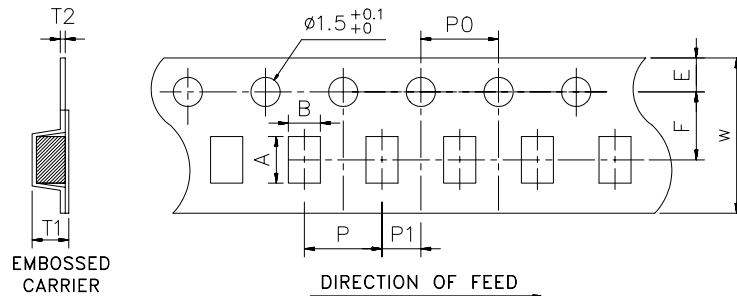 T2
ø1.5 +0.1 +0
P0
E
B
F
W
A
T1
P
P1
EMBOSSED
CARRIER
DIRECTION OF FEED